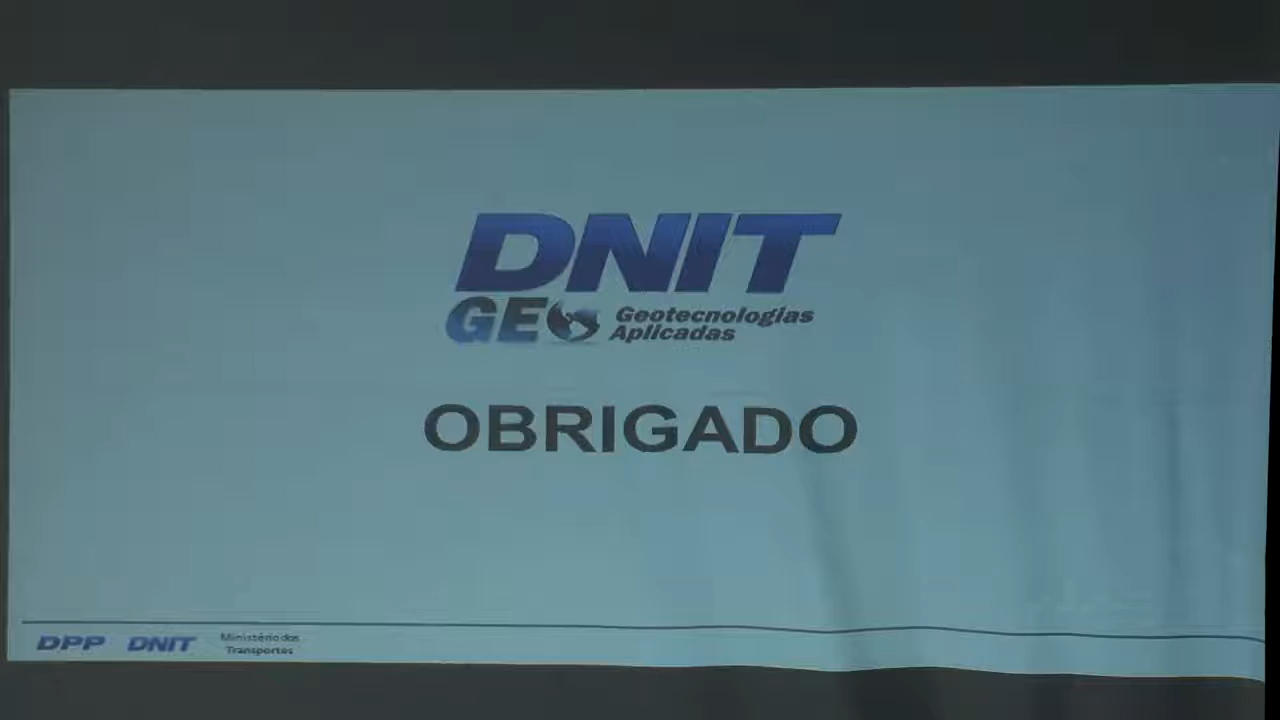 DNIT
GEO Geotecnologias
Aplicadas
OBRIGADO
DPP DNIT Ministério dos
Transportes